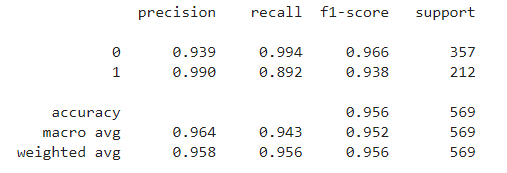 precision recall f1-score support
0 0.939 0.994 0.966 357
1 0.990 0.892 0.938 212
accuracy 0.956 569
macro avg 0.964 0.943 0.952 569
weighted avg 0.958 0.956 0.956 569